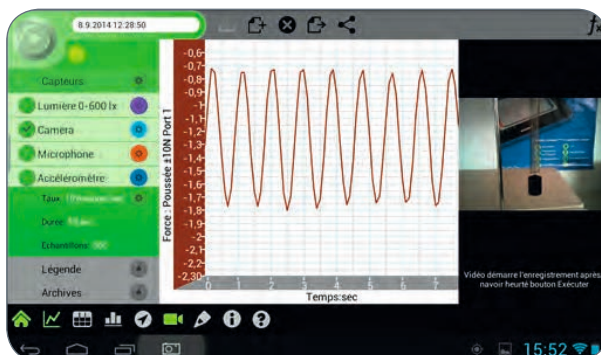 8.9.2014 12:28:50
fx
Capteurs
Lumière 0-600 lx
Caméra
Microphone
Accéléromètre
Taux
Durée
Echantillons:
Légende
Archives
Force : Poussée ±10N Port 1
-0,6
-0,7
-0,8
-0,9
-1
-1,1
-1,2
-1,3
-1,4
-1,5
-1,6
-1,7
-1,8
-1,9
-2
-2,1
-2,2
-2,30
0 1 2 3 4 5 6 7
Temps:sec
Vidéo démarre l'enregistrement après
navoir heurté bouton Exécuter
15:52